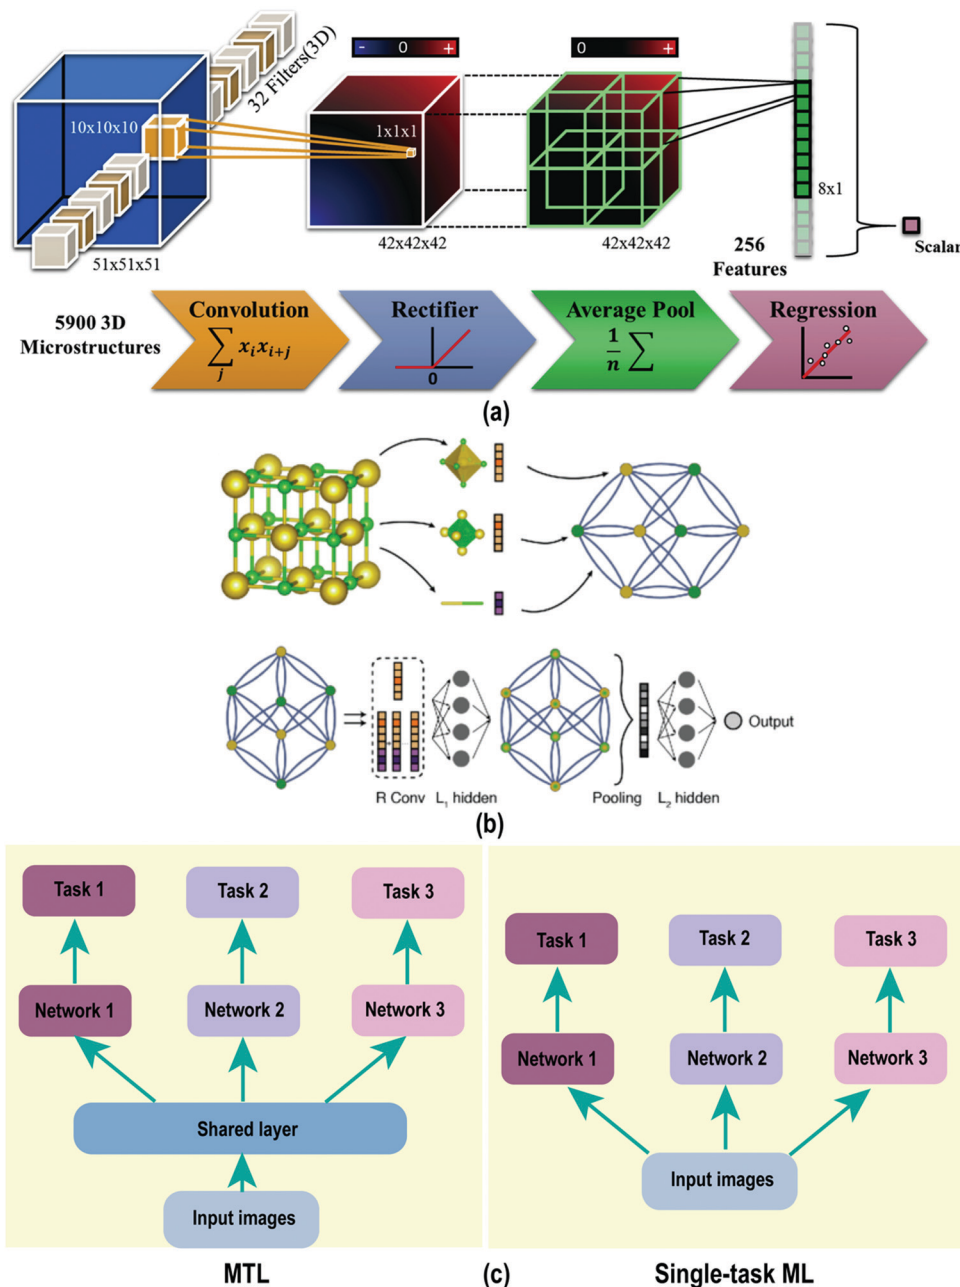 32 Filters(3D)
- 0 +
0 +
10x10x10
1x1x1
8x1
51x51x51
42x42x42
42x42x42
256
Features
Scalar
5900 3D
Microstructures
Convolution
∑ x_i x_{i+j}
j
Rectifier
0
Average Pool
1/n ∑
Regression
(a)
R Conv
L₁ hidden
Pooling
L₂ hidden
Output
(b)
Task 1
Task 2
Task 3
Network 1
Network 2
Network 3
Shared layer
Input images
MTL
Task 1
Task 2
Task 3
Network 1
Network 2
Network 3
Input images
Single-task ML
(c)